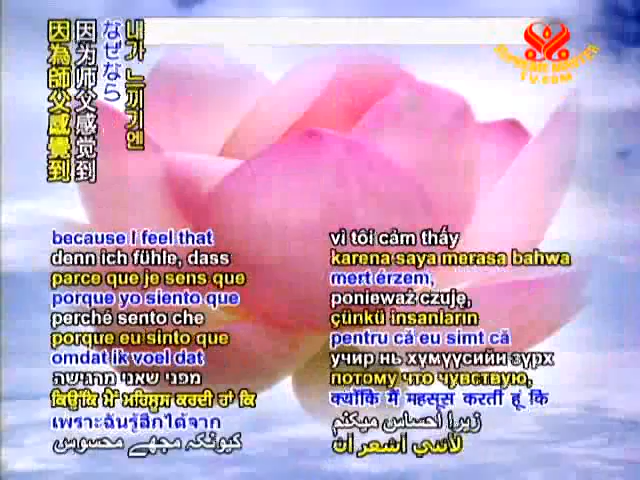 因為師父感覺到
因为师父感觉到
なぜなら
내가 느끼기엔
SUPREME MASTER
TV.COM
because I feel that
denn ich fühle, dass
parce que je sens que
porque yo siento que
perché sento che
porque eu sinto que
omdat ik voel dat
מפני שאני מרגישה
ਕਿਉਂਕਿ ਮੈਂ ਮਹਿਸੂਸ ਕਰਦੀ ਹਾਂ ਕਿ
เพราะฉันรู้สึกได้จาก
کیونکہ مجھے محسوس
vì tôi cảm thấy
karena saya merasa bahwa
mert érzem,
ponieważ czuję,
çünkü insanların
pentru că eu simt că
учир нь хүмүүсийн зүрх
потому что чувствую,
क्योंकि मैं महसूस करती हूं कि
زیرا احساس میکنم
لأنني أشعر أن